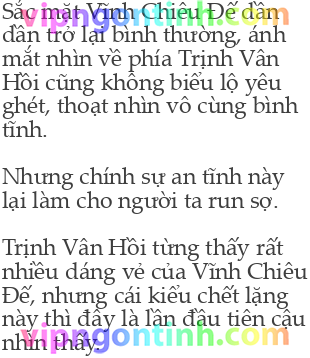 Sắc mặt Vĩnh Chiêu Đế dần
dần trở lại bình thường, ánh
mắt nhìn về phía Trịnh Vân
Hồi cũng không biểu lộ yêu
ghét, thoạt nhìn vô cùng bình
tĩnh.
Nhưng chính sự an tĩnh này
lại làm cho người ta run sợ.
Trịnh Vân Hồi từng thấy rất
nhiều dáng vẻ của Vĩnh Chiêu
Đế, nhưng cái kiểu chết lặng
này thì đây là lần đầu tiên cậu
nhìn thấy.
vipngontinh.com
vipngontinh.com